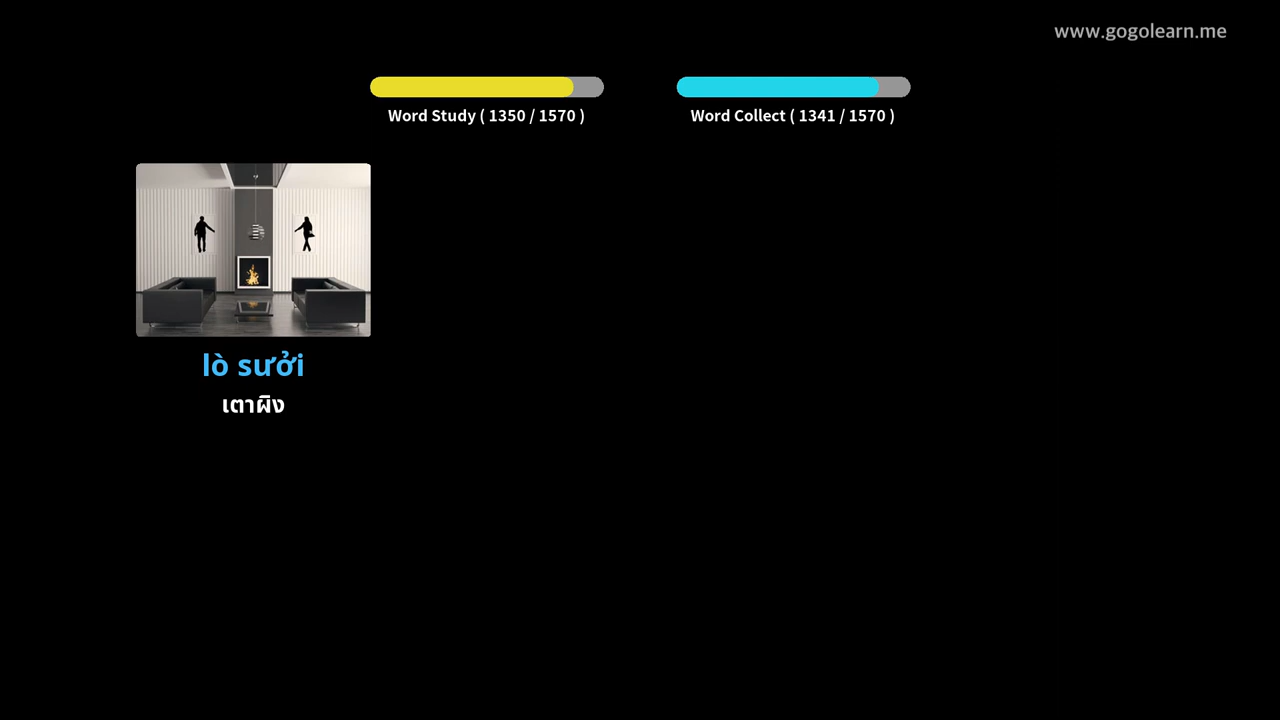 www.gogolearn.me
Word Study ( 1350 / 1570 )
Word Collect ( 1341 / 1570 )
lò sưởi
เตาผิง